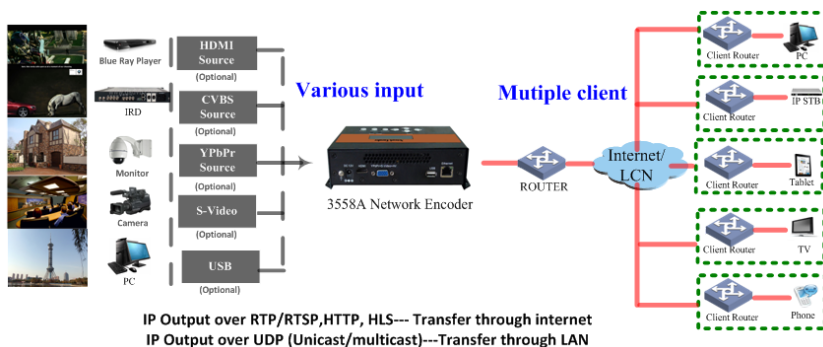 Blue Ray Player
HDMI
Source
(Optional)
IRD
CVBS
Source
(Optional)
Monitor
YPbPr
Source
(Optional)
Camera
S-Video
(Optional)
PC
USB
(Optional)
Various input
3558A Network Encoder
Mutiple client
ROUTER
Internet/
LCN
Client Router
PC
Client Router
IP STB
Client Router
Tablet
Client Router
TV
Client Router
Phone
IP Output over RTP/RTSP,HTTP, HLS--- Transfer through internet
IP Output over UDP (Unicast/multicast)---Transfer through LAN